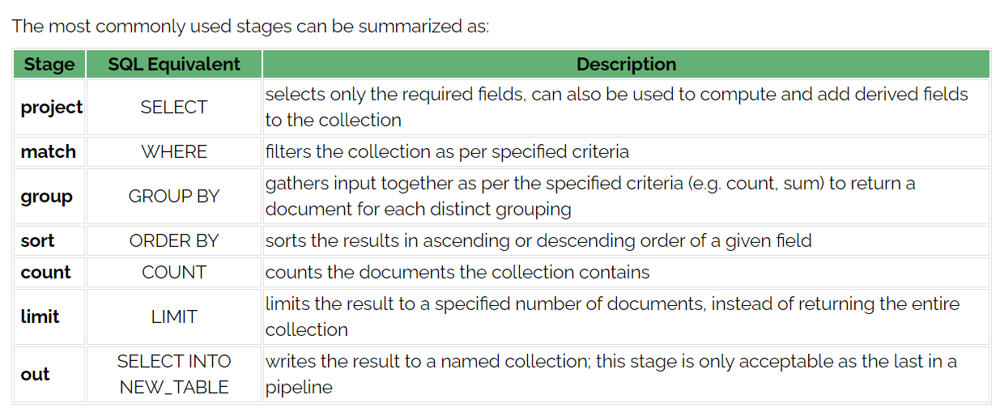 The most commonly used stages can be summarized as:
Stage SQL Equivalent Description
project SELECT selects only the required fields, can also be used to compute and add derived fields
to the collection
match WHERE filters the collection as per specified criteria
group GROUP BY gathers input together as per the specified criteria (e.g. count, sum) to return a
document for each distinct grouping
sort ORDER BY sorts the results in ascending or descending order of a given field
count COUNT counts the documents the collection contains
limit LIMIT limits the result to a specified number of documents, instead of returning the entire
collection
out SELECT INTO writes the result to a named collection; this stage is only acceptable as the last in a
NEW_TABLE pipeline